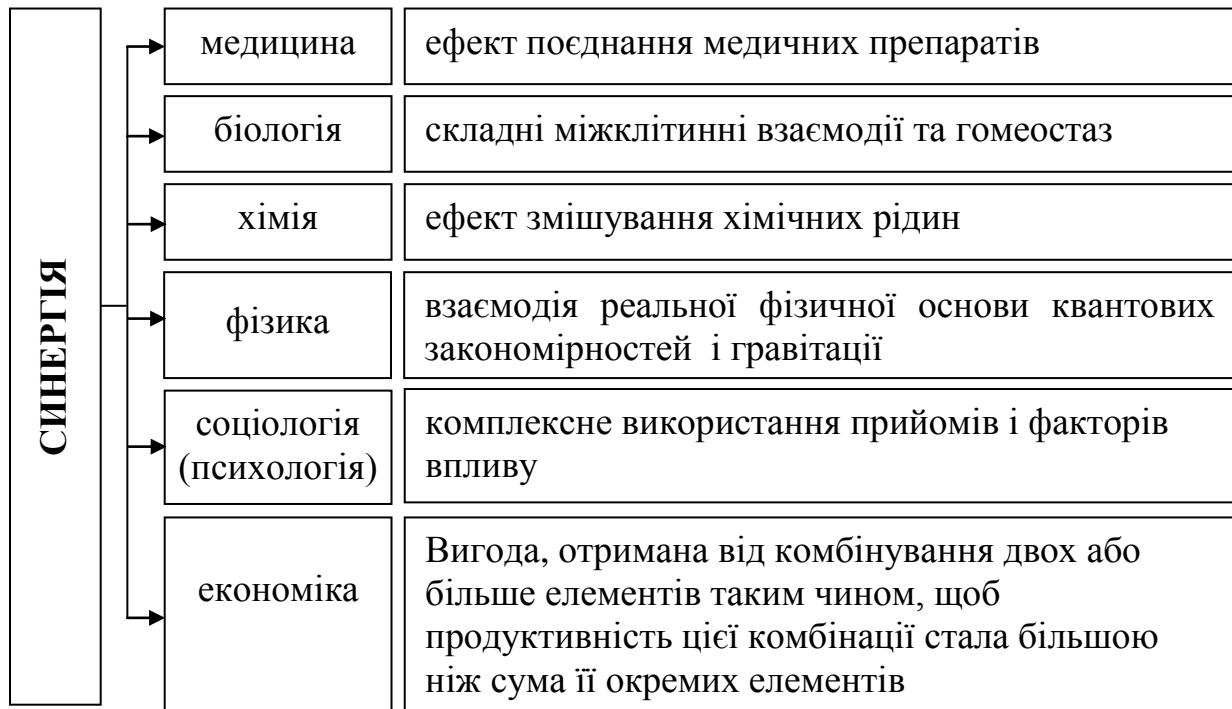 СИНЕРГІЯ
медицина
ефект поєднання медичних препаратів
біологія
складні міжклітинні взаємодії та гомеостаз
хімія
ефект змішування хімічних рідин
фізика
взаємодія реальної фізичної основи квантових
закономірностей і гравітації
соціологія
(психологія)
комплексне використання прийомів і факторів
впливу
економіка
Вигода, отримана від комбінування двох або
більше елементів таким чином, щоб
продуктивність цієї комбінації стала більшою
ніж сума її окремих елементів